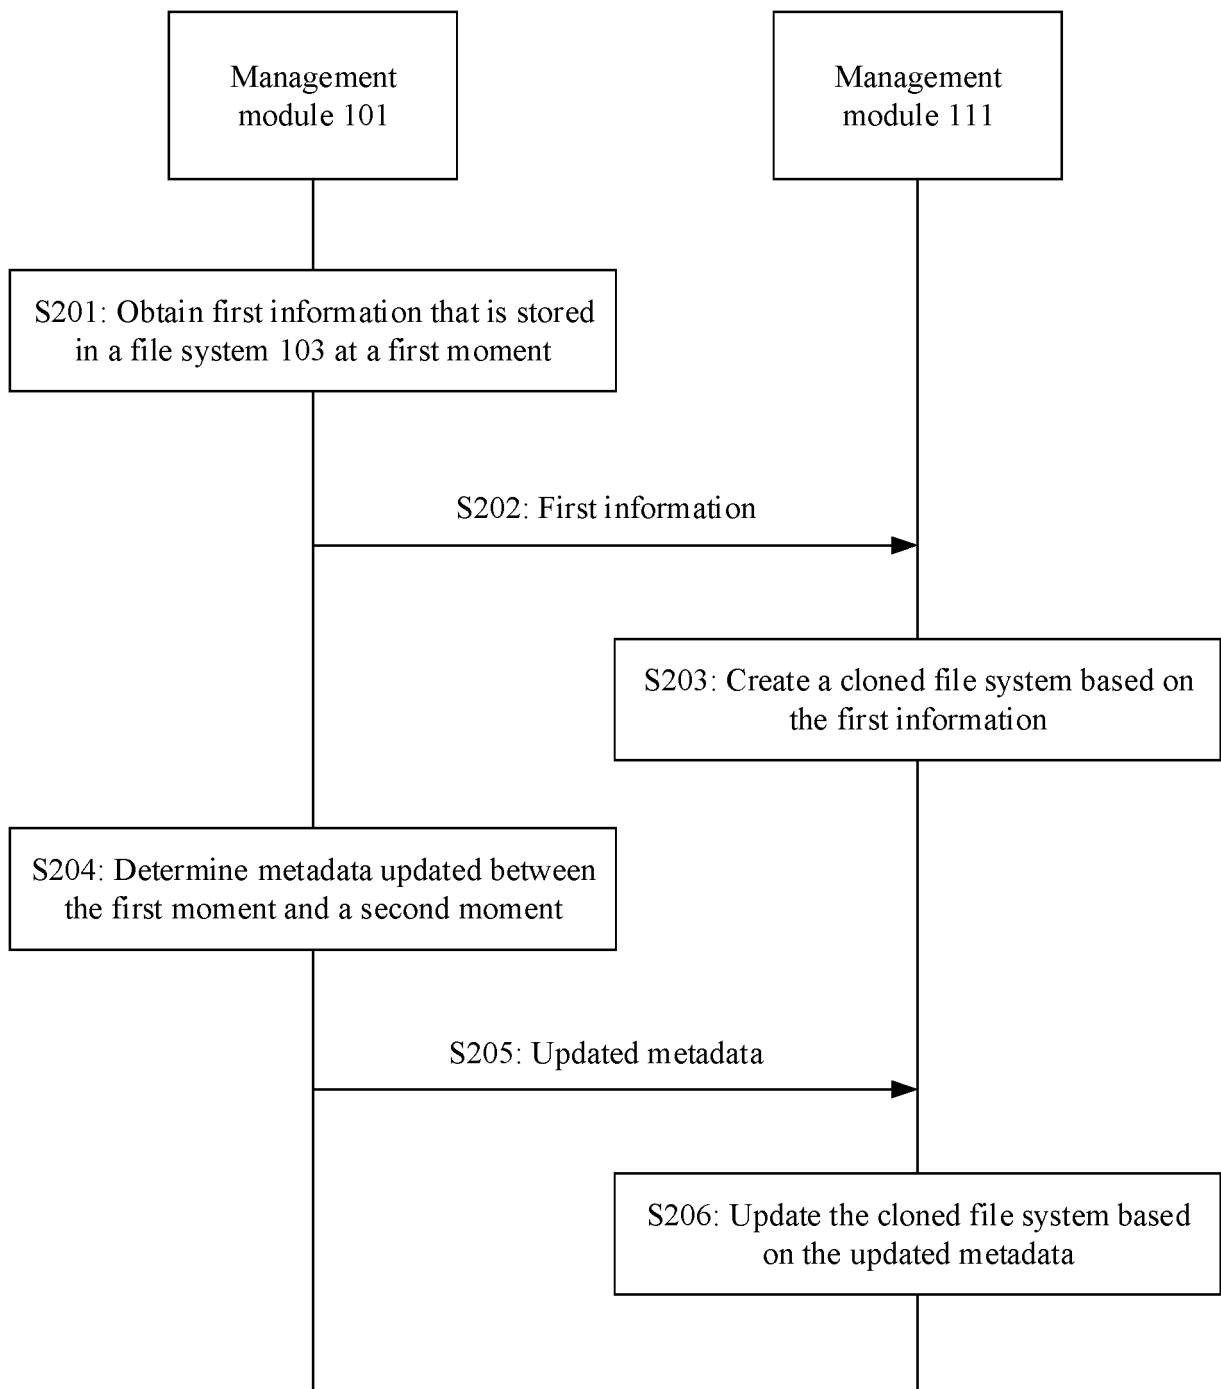 Management
module 101
Management
module 111
S201: Obtain first information that is stored
in a file system 103 at a first moment
S202: First information
S203: Create a cloned file system based on
the first information
S204: Determine metadata updated between
the first moment and a second moment
S205: Updated metadata
S206: Update the cloned file system based
on the updated metadata